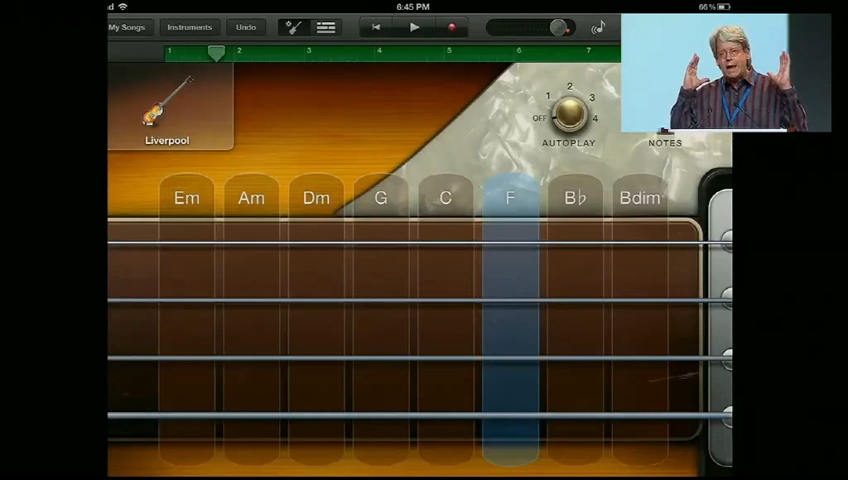 ad 6:45 PM 66%
My Songs Instruments Undo
1 2 3 4 5 6 7
Liverpool
OFF 1 2 3 4
AUTOPLAY NOTES
Em Am Dm G C F B♭ Bdim